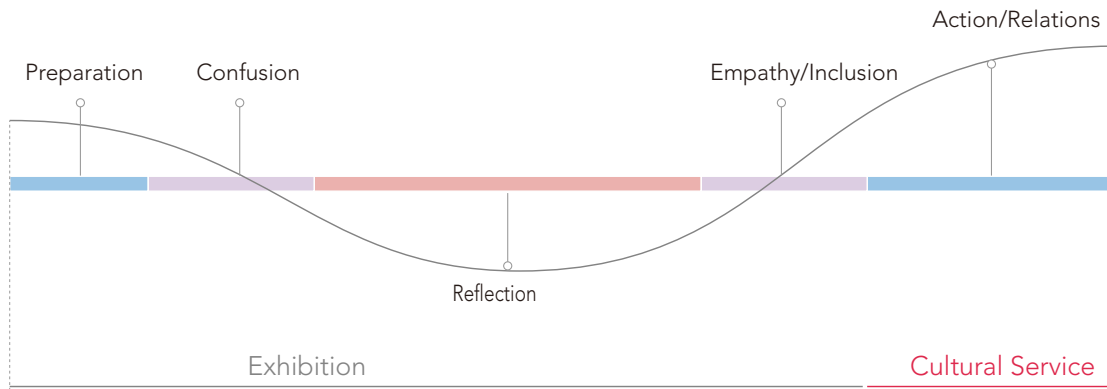 Action/Relations
Preparation
Confusion
Empathy/Inclusion
Reflection
Exhibition
Cultural Service